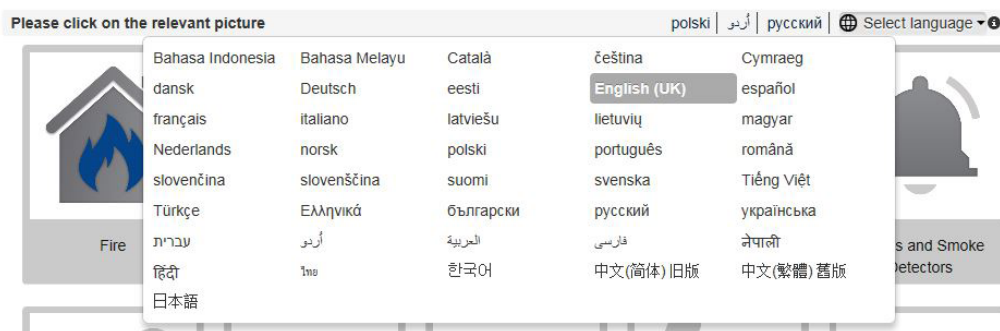 Please click on the relevant picture polski اُردو русский Select language
Bahasa Indonesia Bahasa Melayu Català čeština Cymraeg
dansk Deutsch eesti English (UK) español
français italiano latviešu lietuvių magyar
Nederlands norsk polski português română
slovenčina slovenščina suomi svenska Tiếng Việt
Türkçe Ελληνικά български русский українська
עברית اُردو العربية فارسی नेपाली
हिंदी ไทย 한국어 中文(简体) 旧版 中文(繁體) 舊版
日本語
Fire
and Smoke